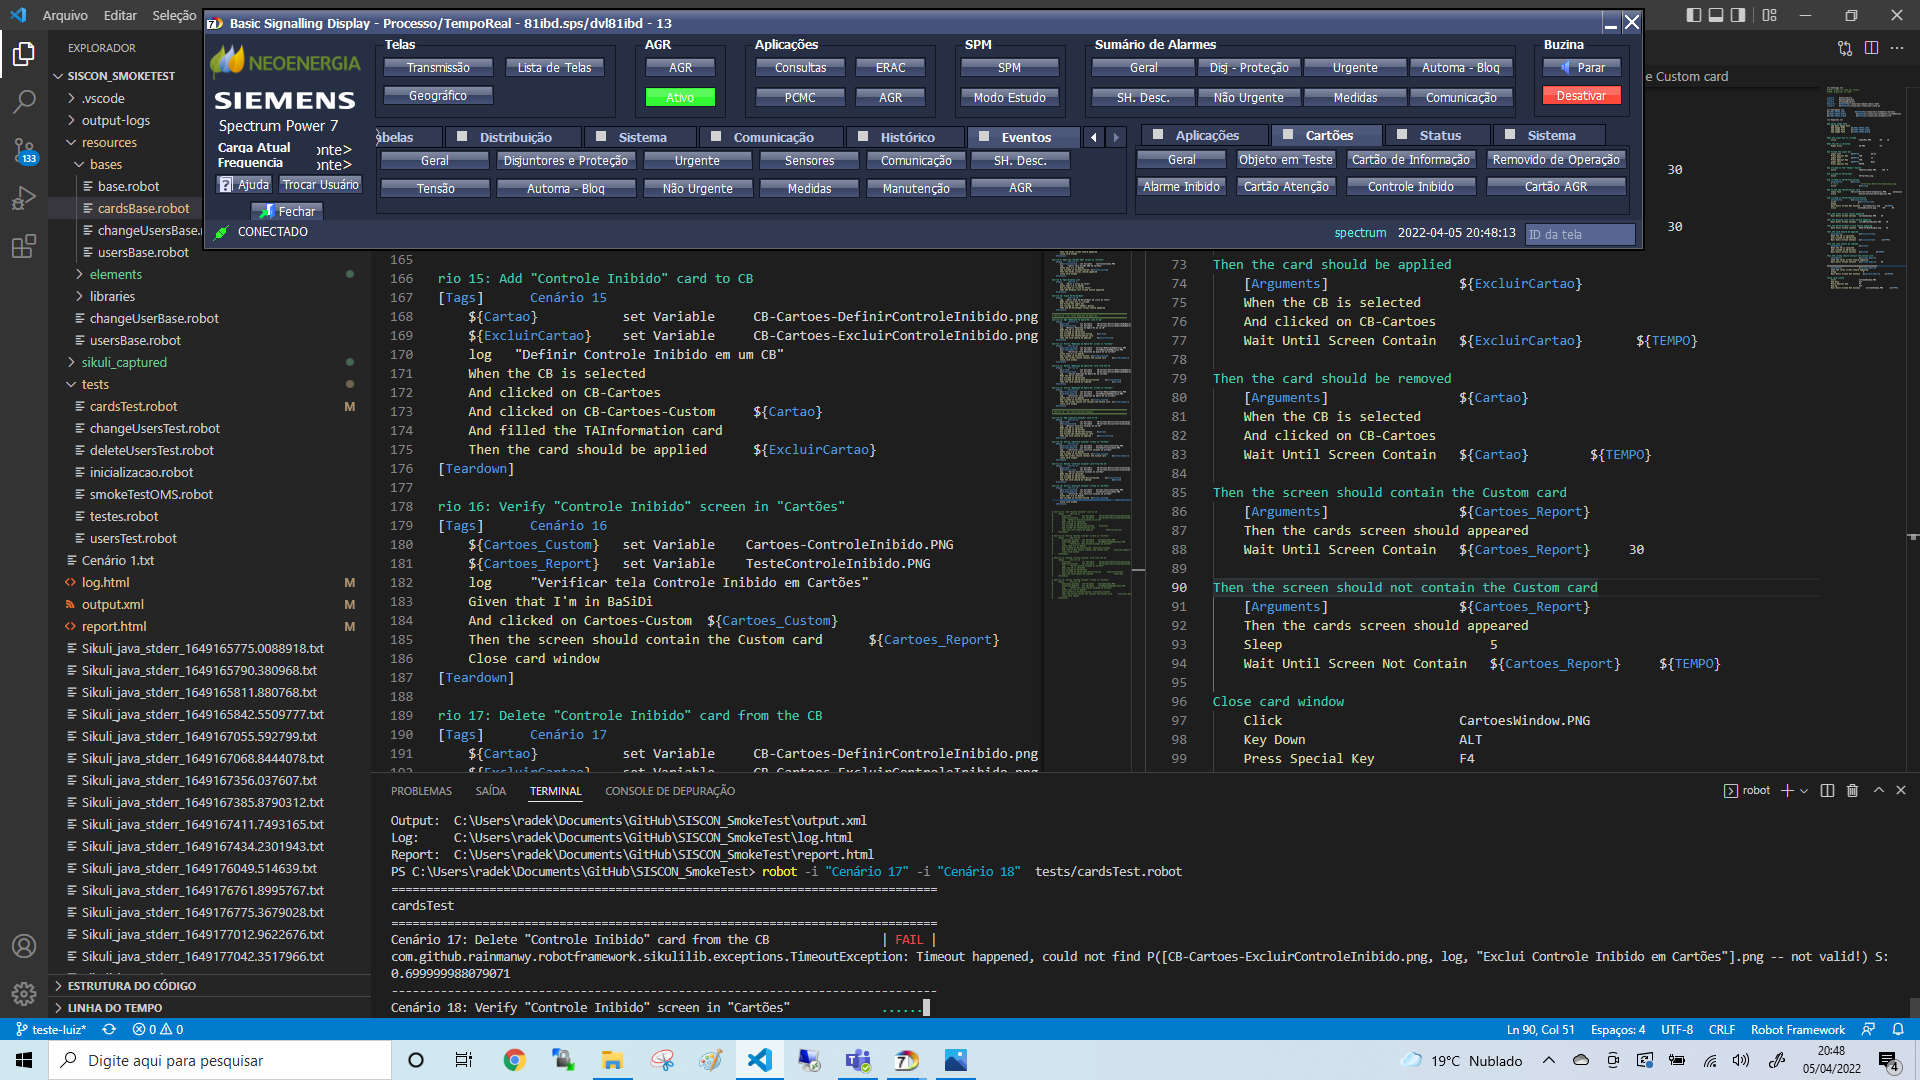 Arquivo Editar Seleção
Basic Signalling Display - Processo/TempoReal - 81ibd.sps/dvl81ibd - 13
NEOENERGIA
SIEMENS
Spectrum Power 7
Carga Atual onte>
Frequencia onte>
Ajuda Trocar Usuário
Fechar
CONECTADO
Telas
Transmissão Lista de Telas
Geográfico
AGR
AGR
Ativo
Aplicações
Consultas ERAC
PCMC AGR
SPM
SPM
Modo Estudo
Sumário de Alarmes
Geral Disj - Proteção Urgente Automa - Bloq
SH. Desc. Não Urgente Medidas Comunicação
Buzina
Parar
Desativar
abelas Distribuição Sistema Comunicação Histórico Eventos
Geral Disjuntores e Proteção Urgente Sensores Comunicação SH. Desc.
Tensão Automa - Bloq Não Urgente Medidas Manutenção AGR
Aplicações Cartões Status Sistema
Geral Objeto em Teste Cartão de Informação Removido de Operação
Alarme Inibido Cartão Atenção Controle Inibido Cartão AGR
spectrum 2022-04-05 20:48:13 ID da tela
e Custom card
30
30
EXPLORADOR
SISCON_SMOKETEST
.vscode
output-logs
resources
bases
base.robot
cardsBase.robot
changeUsersBase.r
usersBase.robot
elements
libraries
changeUserBase.robot
usersBase.robot
sikuli_captured
tests
cardsTest.robot M
changeUsersTest.robot
deleteUsersTest.robot
inicializacao.robot
smokeTestOMS.robot
testes.robot
usersTest.robot
Cenário 1.txt
log.html M
output.xml M
report.html M
Sikuli_java_stderr_1649165775.0088918.txt
Sikuli_java_stderr_1649165790.380968.txt
Sikuli_java_stderr_1649165811.880768.txt
Sikuli_java_stderr_1649165842.5509777.txt
Sikuli_java_stderr_1649167055.592799.txt
Sikuli_java_stderr_1649167068.8444078.txt
Sikuli_java_stderr_1649167356.037607.txt
Sikuli_java_stderr_1649167385.8790312.txt
Sikuli_java_stderr_1649167411.7493165.txt
Sikuli_java_stderr_1649167434.2301943.txt
Sikuli_java_stderr_1649176049.514639.txt
Sikuli_java_stderr_1649176761.8995767.txt
Sikuli_java_stderr_1649176775.3679028.txt
Sikuli_java_stderr_1649177012.9622676.txt
Sikuli_java_stderr_1649177042.3517966.txt
ESTRUTURA DO CÓDIGO
LINHA DO TEMPO
133
165
166 rio 15: Add "Controle Inibido" card to CB
167 [Tags] Cenário 15
168 ${Cartao} set Variable CB-Cartoes-DefinirControleInibido.png
169 ${ExcluirCartao} set Variable CB-Cartoes-ExcluirControleInibido.png
170 log "Definir Controle Inibido em um CB"
171 When the CB is selected
172 And clicked on CB-Cartoes
173 And clicked on CB-Cartoes-Custom ${Cartao}
174 And filled the TAInformation card
175 Then the card should be applied ${ExcluirCartao}
176 [Teardown]
177
178 rio 16: Verify "Controle Inibido" screen in "Cartões"
179 [Tags] Cenário 16
180 ${Cartoes_Custom} set Variable Cartoes-ControleInibido.PNG
181 ${Cartoes_Report} set Variable TesteControleInibido.PNG
182 log "Verificar tela Controle Inibido em Cartões"
183 Given that I'm in BaSiDi
184 And clicked on Cartoes-Custom ${Cartoes_Custom}
185 Then the screen should contain the Custom card ${Cartoes_Report}
186 Close card window
187 [Teardown]
188
189 rio 17: Delete "Controle Inibido" card from the CB
190 [Tags] Cenário 17
191 ${Cartao} set Variable CB-Cartoes-DefinirControleInibido.png
192 ${ExcluirCartao} set Variable CB-Cartoes-ExcluirControleInibido.png
73 Then the card should be applied
74 [Arguments] ${ExcluirCartao}
75 When the CB is selected
76 And clicked on CB-Cartoes
77 Wait Until Screen Contain ${ExcluirCartao} ${TEMPO}
78
79 Then the card should be removed
80 [Arguments] ${Cartao}
81 When the CB is selected
82 And clicked on CB-Cartoes
83 Wait Until Screen Contain ${Cartao} ${TEMPO}
84
85 Then the screen should contain the Custom card
86 [Arguments] ${Cartoes_Report}
87 Then the cards screen should appeared
88 Wait Until Screen Contain ${Cartoes_Report} 30
89
90 Then the screen should not contain the Custom card
91 [Arguments] ${Cartoes_Report}
92 Then the cards screen should appeared
93 Sleep 5
94 Wait Until Screen Not Contain ${Cartoes_Report} ${TEMPO}
95
96 Close card window
97 Click CartoesWindow.PNG
98 Key Down ALT
99 Press Special Key F4
PROBLEMAS SAÍDA TERMINAL CONSOLE DE DEPURAÇÃO
robot
Output: C:\Users\radek\Documents\GitHub\SISCON_SmokeTest\output.xml
Log: C:\Users\radek\Documents\GitHub\SISCON_SmokeTest\log.html
Report: C:\Users\radek\Documents\GitHub\SISCON_SmokeTest\report.html
PS C:\Users\radek\Documents\GitHub\SISCON_SmokeTest> robot -i "Cenário 17" -i "Cenário 18" tests/cardsTest.robot
==============================================================================
cardsTest
==============================================================================
Cenário 17: Delete "Controle Inibido" card from the CB | FAIL |
com.github.rainmanwy.robotframework.sikulilib.exceptions.TimeoutException: Timeout happened, could not find P([CB-Cartoes-ExcluirControleInibido.png, log, "Exclui Controle Inibido em Cartões"].png -- not valid!) S:
0.699999988079071
------------------------------------------------------------------------------
Cenário 18: Verify "Controle Inibido" screen in "Cartões" ......
teste-luiz* 0 0
Ln 90, Col 51 Espaços: 4 UTF-8 CRLF Robot Framework
Digite aqui para pesquisar
19°C Nublado
20:48
05/04/2022
4